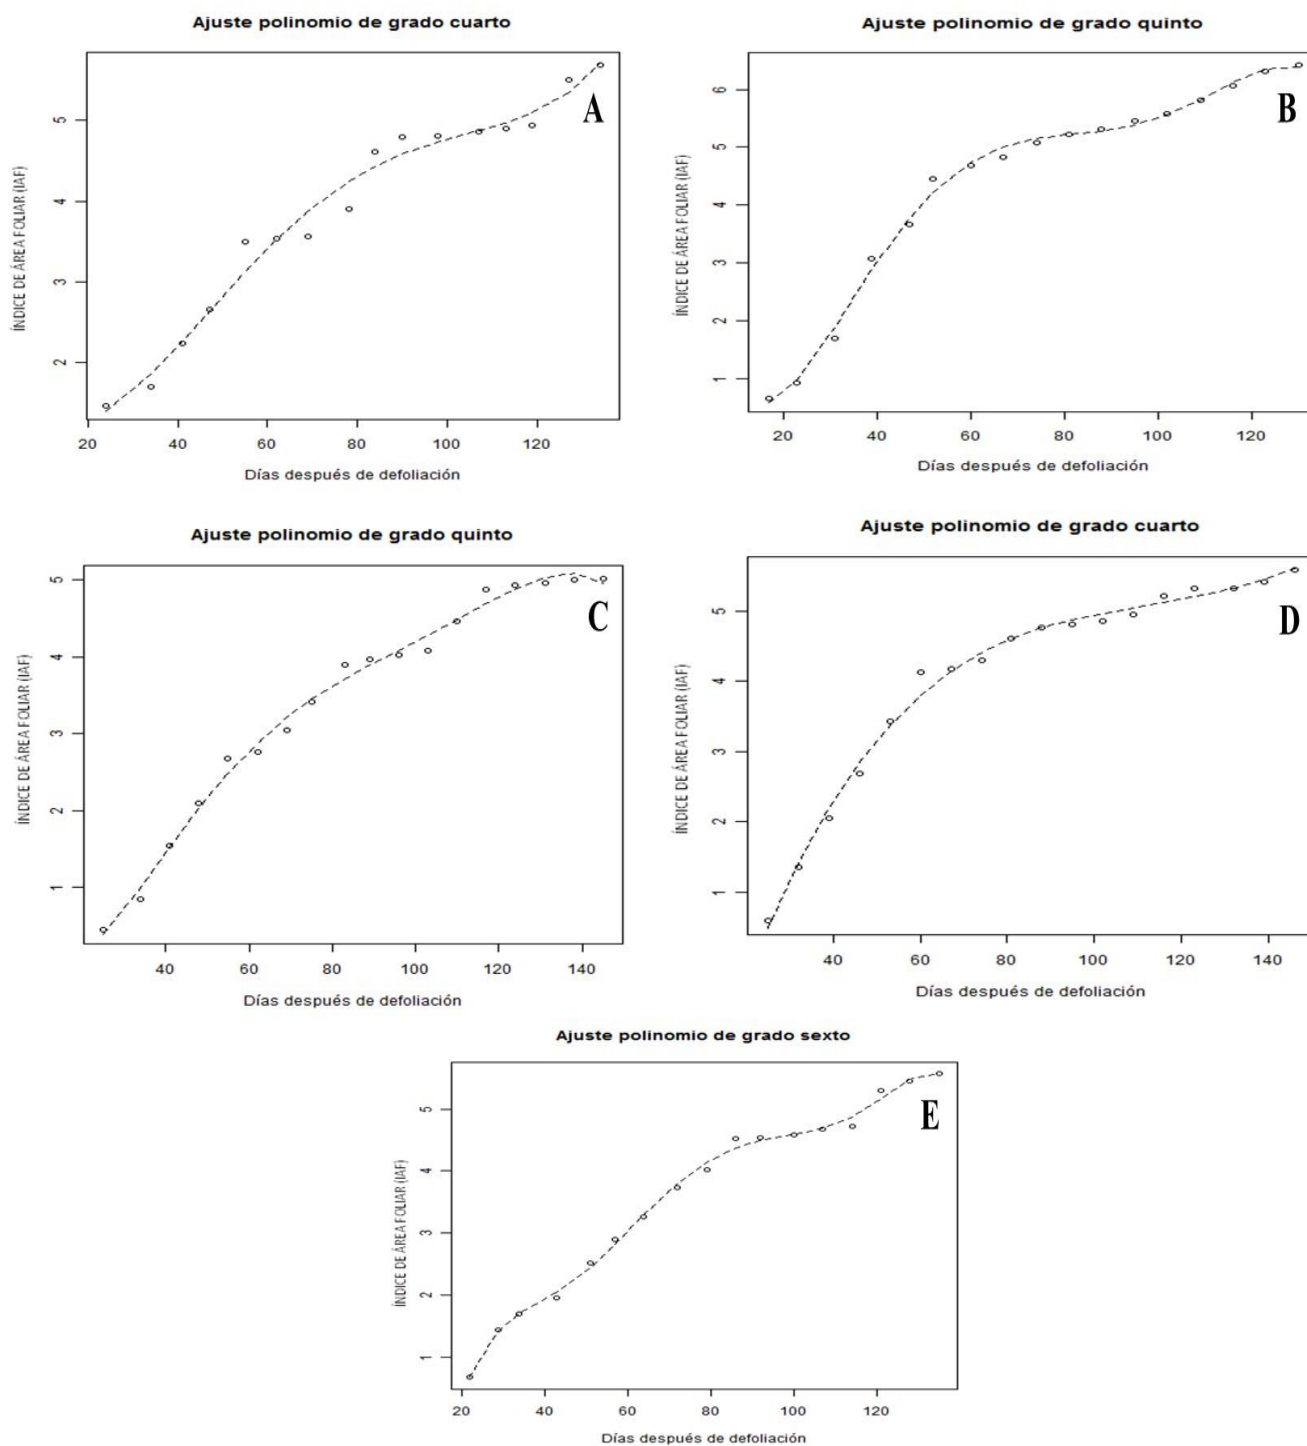 Ajuste polinomio de grado cuarto
A
ÍNDICE DE ÁREA FOLIAR (IAF)
5
4
3
2
20 40 60 80 100 120
Días después de defoliación
Ajuste polinomio de grado quinto
B
ÍNDICE DE ÁREA FOLIAR (IAF)
6
5
4
3
2
1
20 40 60 80 100 120
Días después de defoliación
Ajuste polinomio de grado quinto
C
ÍNDICE DE ÁREA FOLIAR (IAF)
5
4
3
2
1
40 60 80 100 120 140
Días después de defoliación
Ajuste polinomio de grado cuarto
D
ÍNDICE DE ÁREA FOLIAR (IAF)
5
4
3
2
1
40 60 80 100 120 140
Días después de defoliación
Ajuste polinomio de grado sexto
E
ÍNDICE DE ÁREA FOLIAR (IAF)
5
4
3
2
1
20 40 60 80 100 120
Días después de defoliación